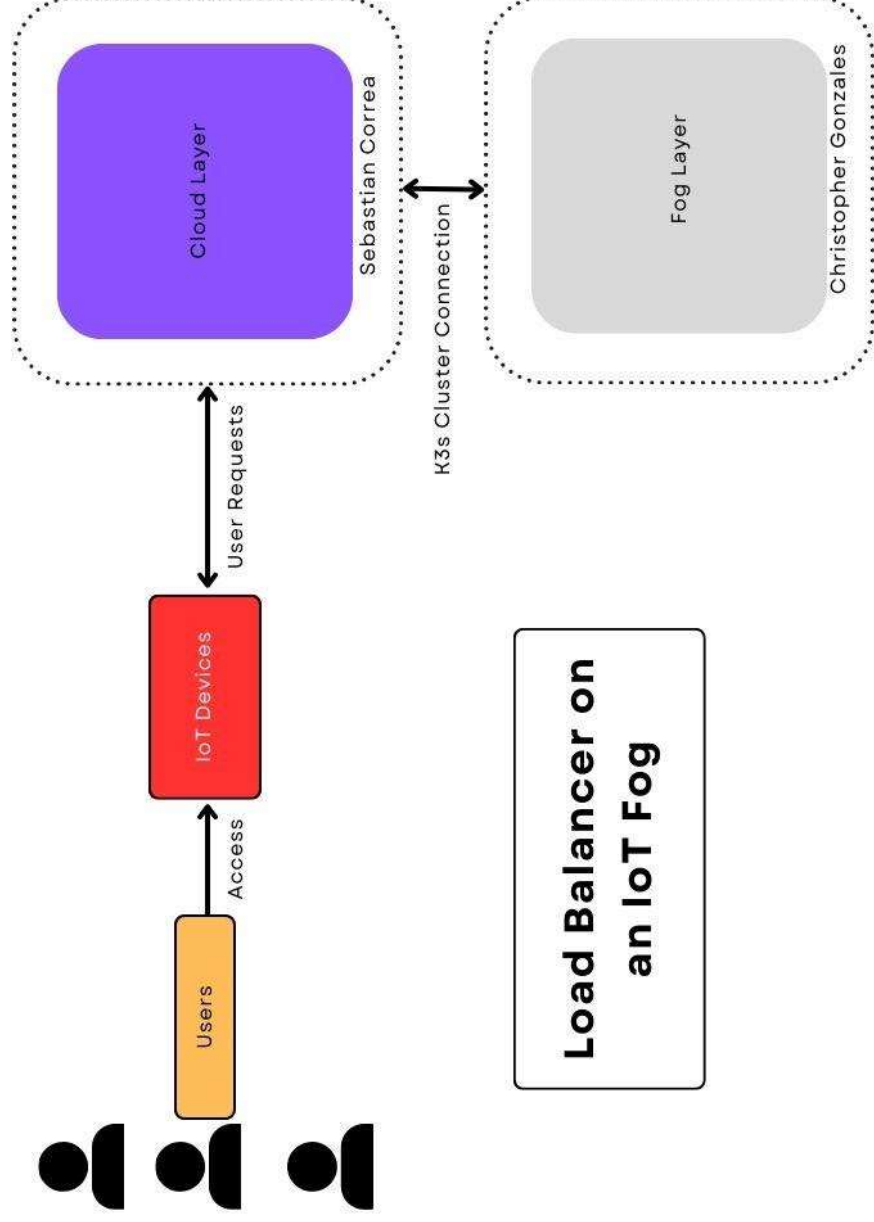 Users
Access
IoT Devices
User Requests
Cloud Layer
Sebastian Correa
K3s Cluster Connection
Fog Layer
Christopher Gonzales
Load Balancer on
an IoT Fog